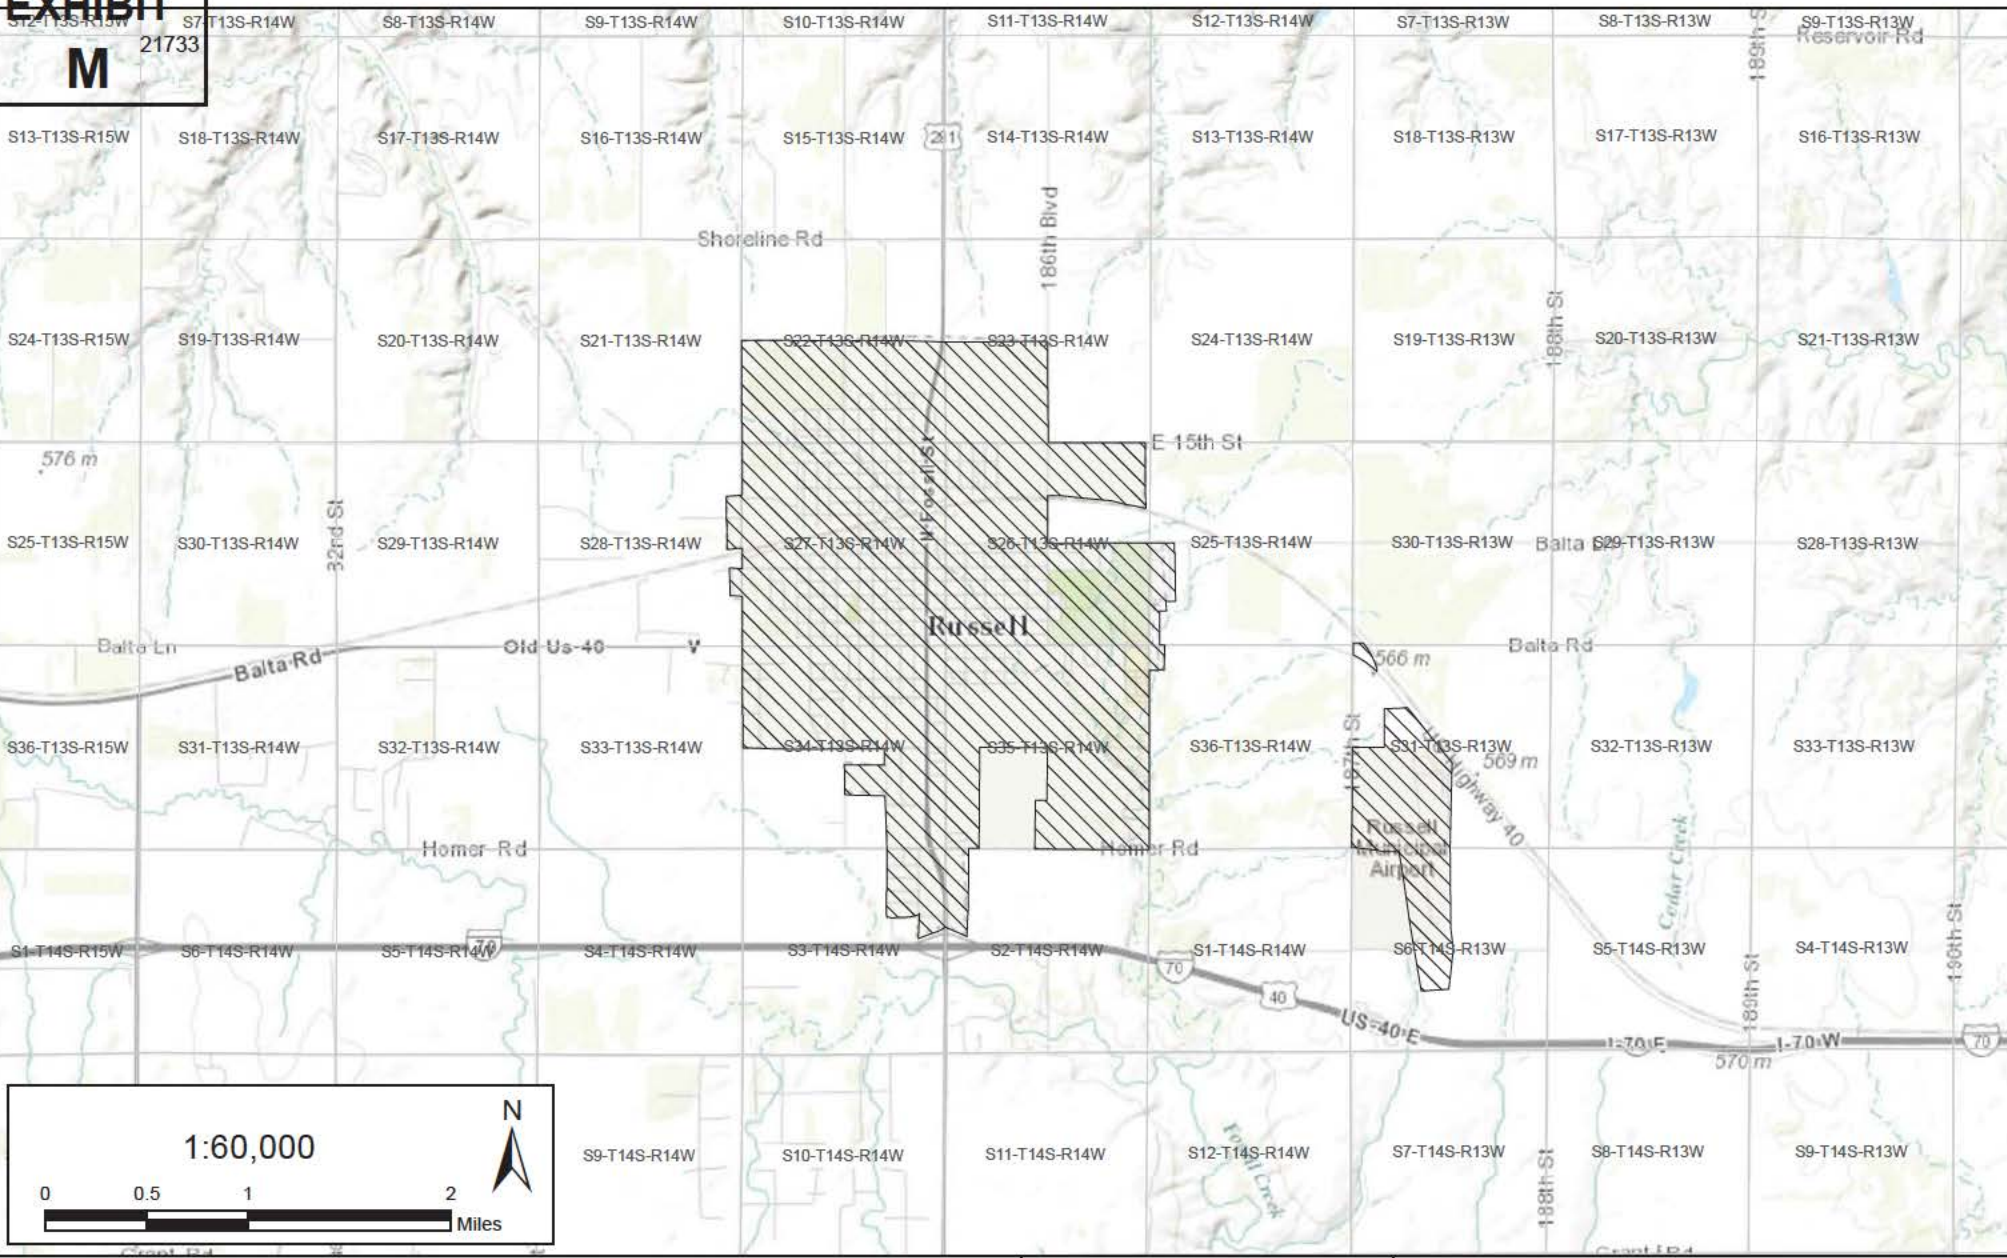 EXHIBIT
M
21733
S12-T13S-R15W
S7-T13S-R14W
S8-T13S-R14W
S9-T13S-R14W
S10-T13S-R14W
S11-T13S-R14W
S12-T13S-R14W
S7-T13S-R13W
S8-T13S-R13W
S9-T13S-R13W
Reservoir Rd
189th S
S13-T13S-R15W
S18-T13S-R14W
S17-T13S-R14W
S16-T13S-R14W
S15-T13S-R14W
281
S14-T13S-R14W
S13-T13S-R14W
S18-T13S-R13W
S17-T13S-R13W
S16-T13S-R13W
Shoreline Rd
186th Blvd
S24-T13S-R15W
S19-T13S-R14W
S20-T13S-R14W
S21-T13S-R14W
S22-T13S-R14W
S23-T13S-R14W
S24-T13S-R14W
S19-T13S-R13W
188th St
S20-T13S-R13W
S21-T13S-R13W
576 m
N Fossil St
E 15th St
S25-T13S-R15W
S30-T13S-R14W
182nd St
S29-T13S-R14W
S28-T13S-R14W
S27-T13S-R14W
S26-T13S-R14W
S25-T13S-R14W
S30-T13S-R13W
Balta
S29-T13S-R13W
S28-T13S-R13W
Russell
Balta Ln
Balta Rd
Old Us-40
V
566 m
Balta Rd
S36-T13S-R15W
S31-T13S-R14W
S32-T13S-R14W
S33-T13S-R14W
S34-T13S-R14W
S35-T13S-R14W
S36-T13S-R14W
187th St
S31-T13S-R13W
569 m
S32-T13S-R13W
S33-T13S-R13W
US Highway 40
Homer Rd
Homer Rd
Russell
Municipal
Airport
Cedar Creek
S1-T14S-R15W
S6-T14S-R14W
S5-T14S-R14W
70
S4-T14S-R14W
S3-T14S-R14W
S2-T14S-R14W
70
S1-T14S-R14W
S6-T14S-R13W
S5-T14S-R13W
189th St
S4-T14S-R13W
190th St
40
US-40 E
I-70 E
I-70 W
70
570 m
1:60,000
N
0 0.5 1 2
Miles
S9-T14S-R14W
S10-T14S-R14W
S11-T14S-R14W
S12-T14S-R14W
Fossil Creek
S7-T14S-R13W
188th St
S8-T14S-R13W
S9-T14S-R13W